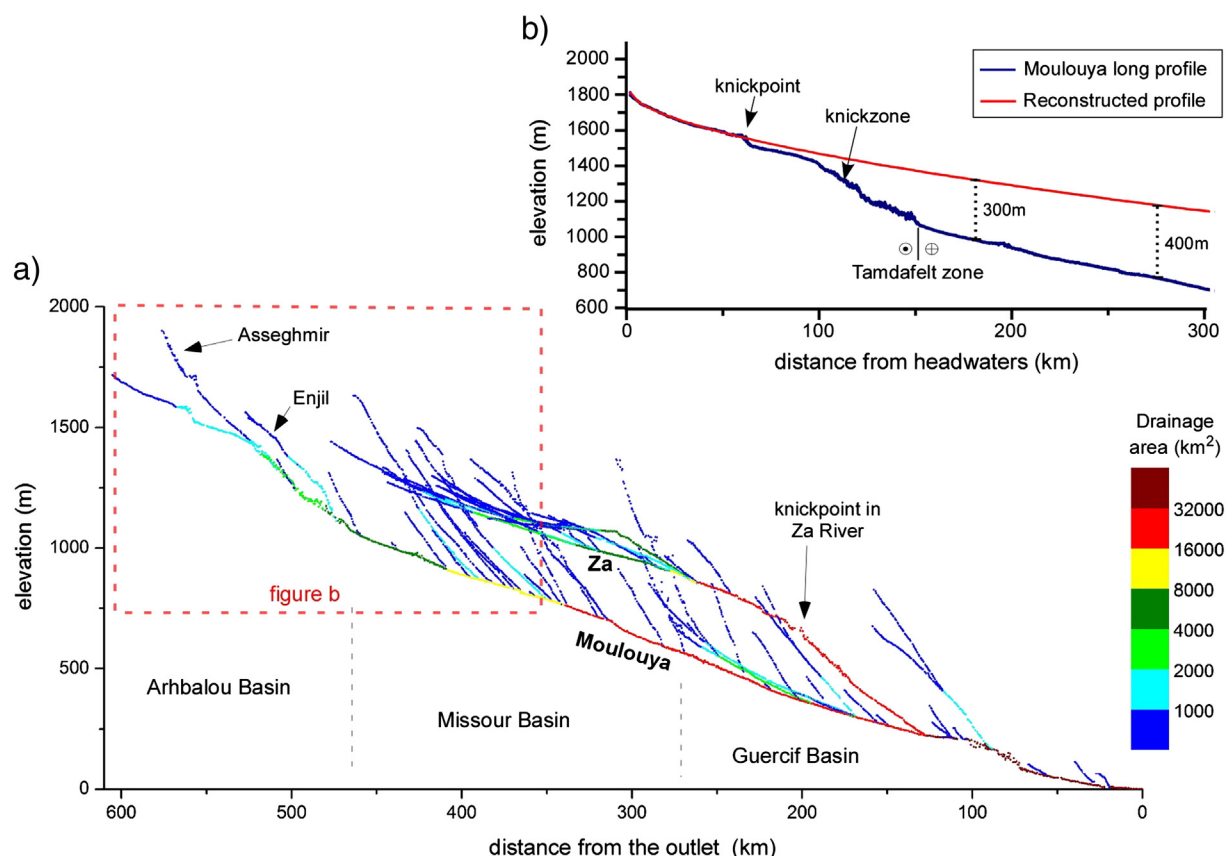 b)
2000
1800
1600
1400
1200
1000
800
600
elevation (m)
knickpoint
knickzone
Moulouya long profile
Reconstructed profile
300m
400m
Tamdafelt zone
0
100
200
300
distance from headwaters (km)
a)
2000
1500
1000
500
0
elevation (m)
Asseghmir
Enjil
figure b
Za
Moulouya
knickpoint in
Za River
Arhbalou Basin
Missour Basin
Guercif Basin
Drainage
area (km²)
32000
16000
8000
4000
2000
1000
600
500
400
300
200
100
0
distance from the outlet (km)